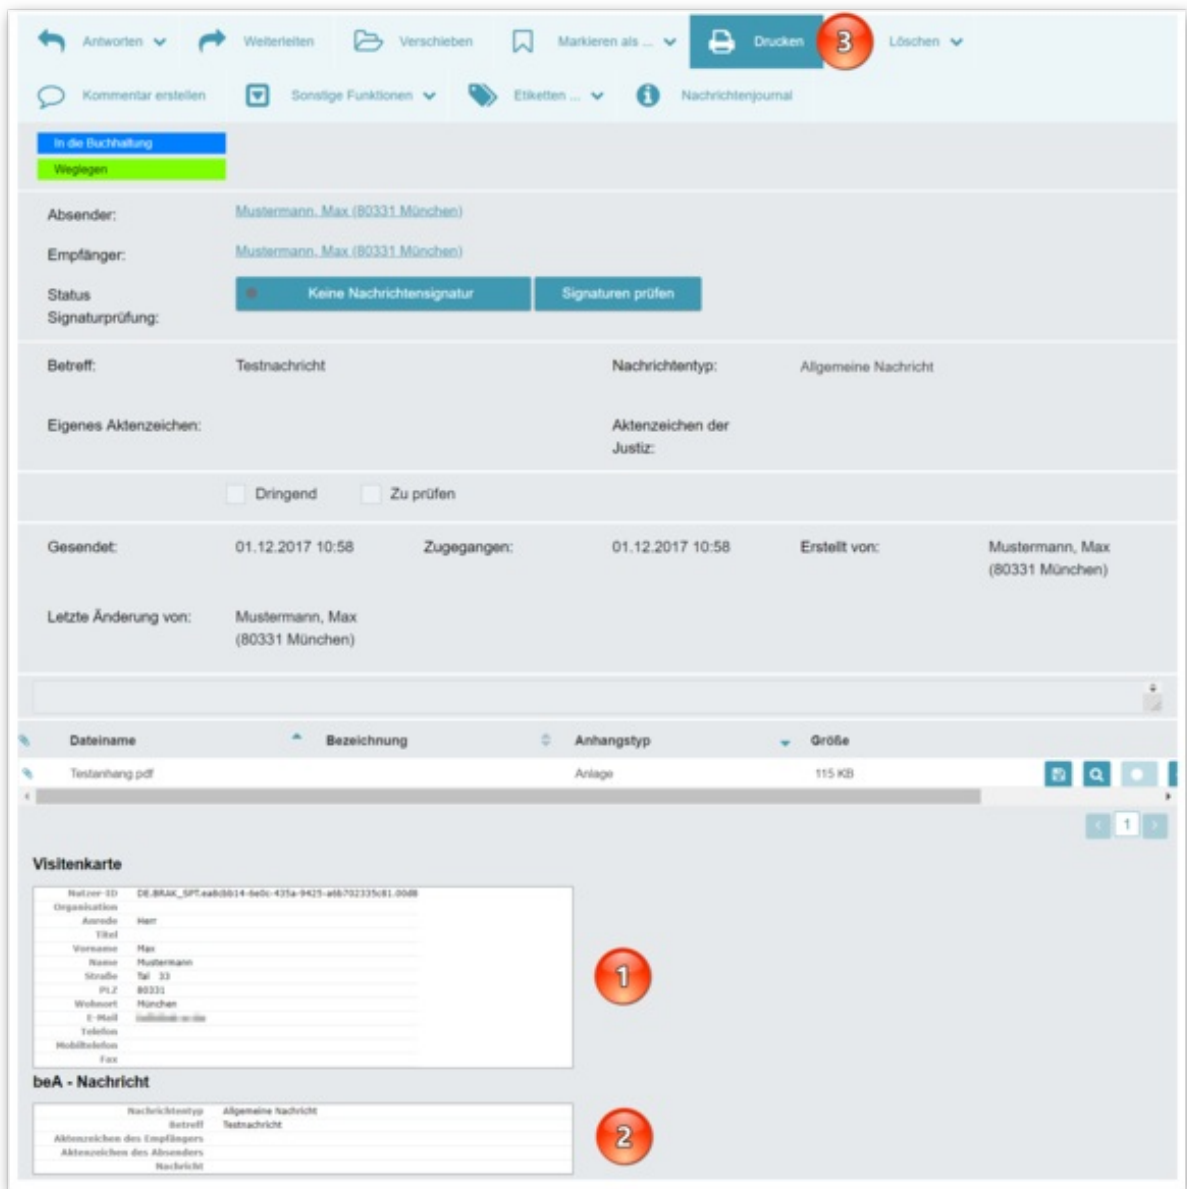 Antworten Weiterleiten Verschieben Markieren als ... Drucken 3 Löschen
Kommentar erstellen Sonstige Funktionen Etiketten ... Nachrichtenjournal
In die Buchhaltung
Weglegen
Absender: Mustermann, Max (80331 München)
Empfänger: Mustermann, Max (80331 München)
Status Keine Nachrichtensignatur Signaturen prüfen
Signaturprüfung:
Betreff: Testnachricht Nachrichtentyp: Allgemeine Nachricht
Eigenes Aktenzeichen: Aktenzeichen der
Justiz:
Dringend Zu prüfen
Gesendet: 01.12.2017 10:58 Zugegangen: 01.12.2017 10:58 Erstellt von: Mustermann, Max
(80331 München)
Letzte Änderung von: Mustermann, Max
(80331 München)
Dateiname Bezeichnung Anhangstyp Größe
Testanhang.pdf Anlage 115 KB
1
Visitenkarte
Nutzer-ID
Organisation
Anrede Herr
Titel
Vorname Max
Name Mustermann
Straße Tal 33
PLZ 80331
Wohnort München
E-Mail
Telefon
Mobiltelefon
Fax
1
beA - Nachricht
Nachrichtentyp Allgemeine Nachricht
Betreff Testnachricht
Aktenzeichen des Empfängers
Aktenzeichen des Absenders
Nachricht
2